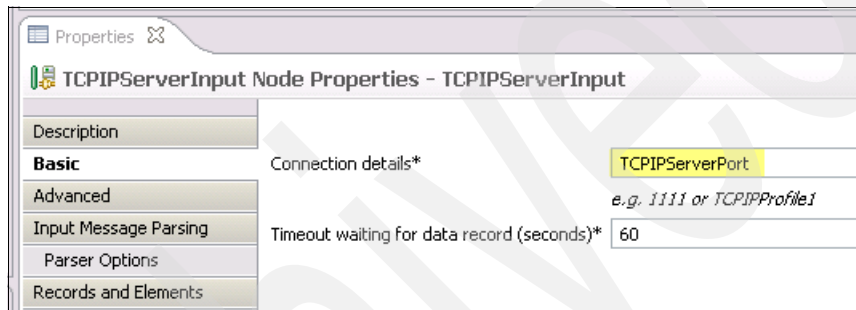 Properties
TCPIPServerInput Node Properties - TCPIPServerInput
Description
Basic
Connection details* TCPIPServerPort
Advanced
e.g. 1111 or TCPIPProfile1
Input Message Parsing
Timeout waiting for data record (seconds)* 60
Parser Options
Records and Elements